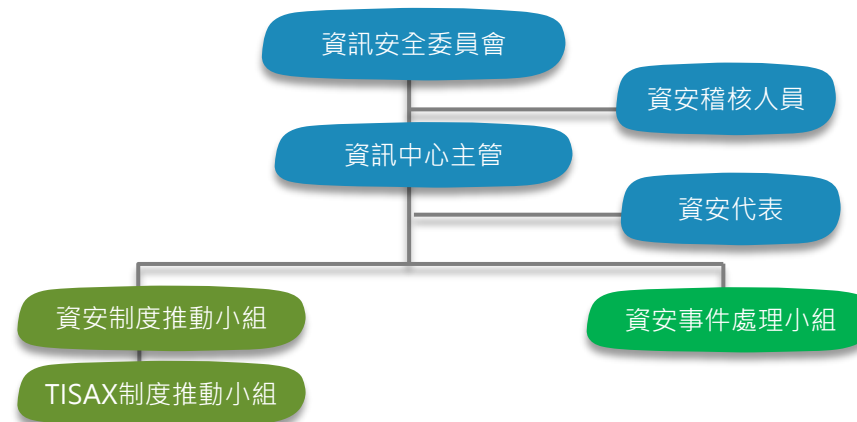 資訊安全委員會
資安稽核人員
資訊中心主管
資安代表
資安制度推動小組
資安事件處理小組
TISAX制度推動小組